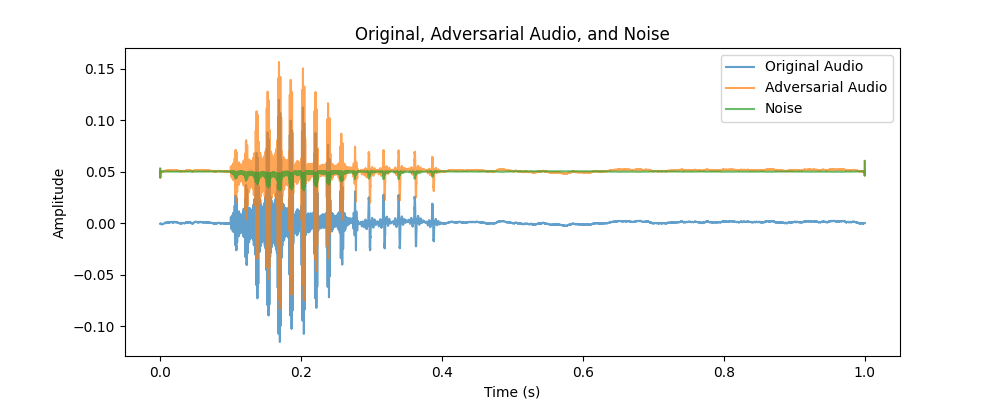 Original, Adversarial Audio, and Noise
Original Audio
Adversarial Audio
Noise
Amplitude
0.15
0.10
0.05
0.00
−0.05
−0.10
0.0 0.2 0.4 0.6 0.8 1.0
Time (s)